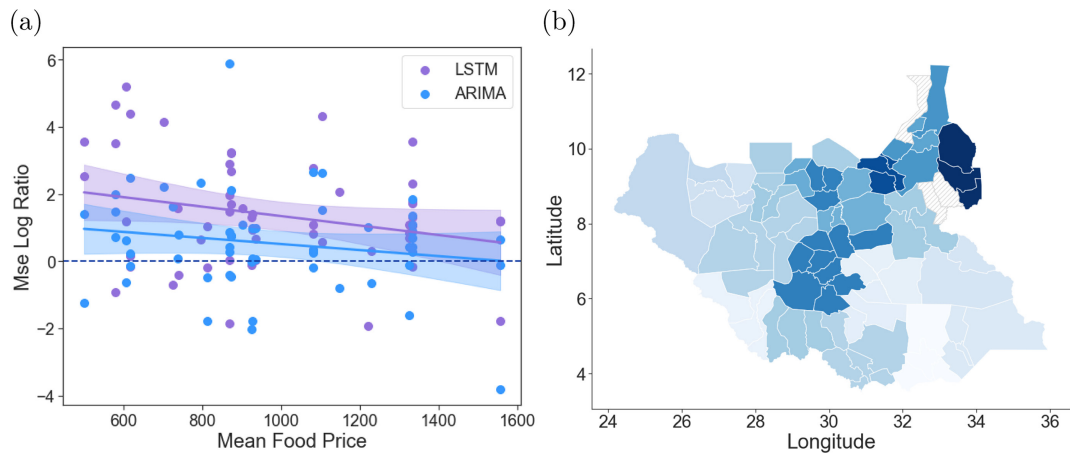 (a)
6
4
2
0
−2
−4
Mse Log Ratio
LSTM
ARIMA
600 800 1000 1200 1400 1600
Mean Food Price
(b)
12
10
8
6
4
Latitude
24 26 28 30 32 34 36
Longitude